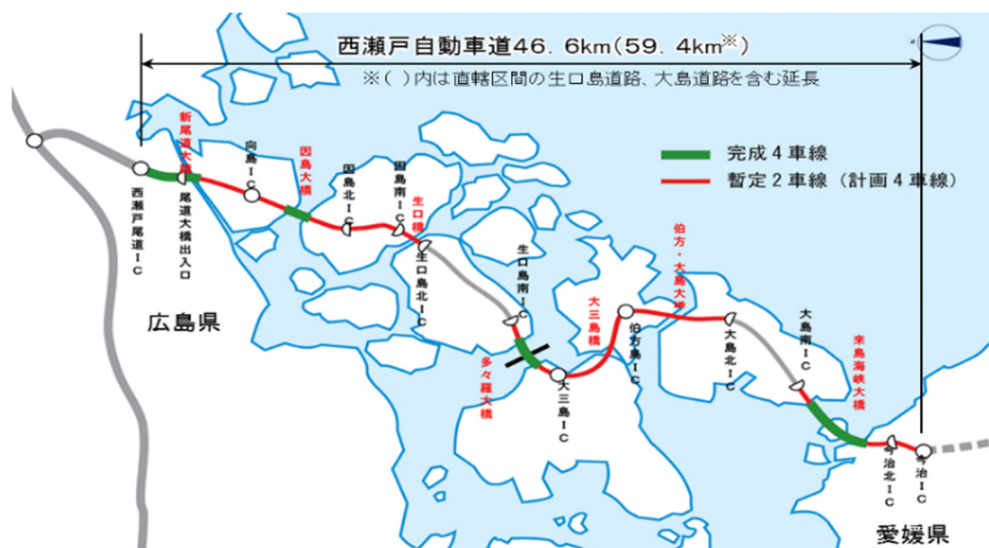 西瀬戸自動車道46．6km(59．4km※)
※( )内は直轄区間の生口島道路、大島道路を含む延長
完成４車線
暫定２車線（計画４車線）
新尾道大橋
向島ＩＣ
因島大橋
因島北ＩＣ
因島南ＩＣ
生口橋
西瀬戸尾道ＩＣ
尾道大橋出入口
生口島北ＩＣ
生口島南ＩＣ
広島県
多々羅大橋
大三島ＩＣ
大三島橋
伯方島ＩＣ
伯方・大島大橋
大島北ＩＣ
大島南ＩＣ
来島海峡大橋
今治北ＩＣ
今治ＩＣ
愛媛県